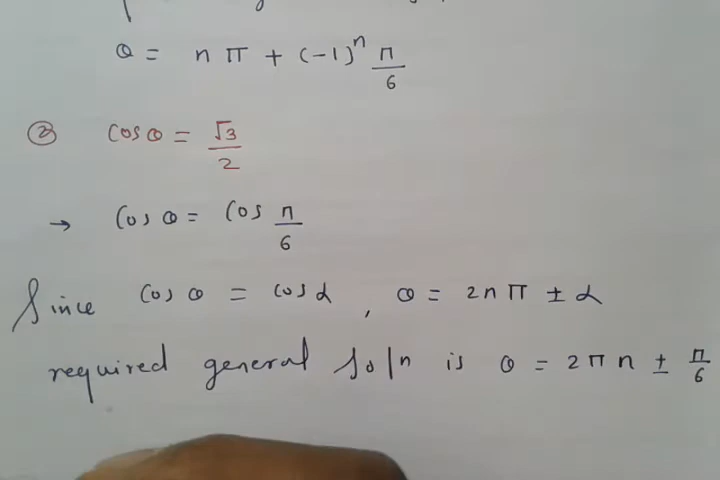 θ = nπ + (-1)^n π/6
② cos θ = √3/2
→ cos θ = cos π/6
Since cos θ = cos α, θ = 2nπ ± α
required general soln is θ = 2πn ± π/6